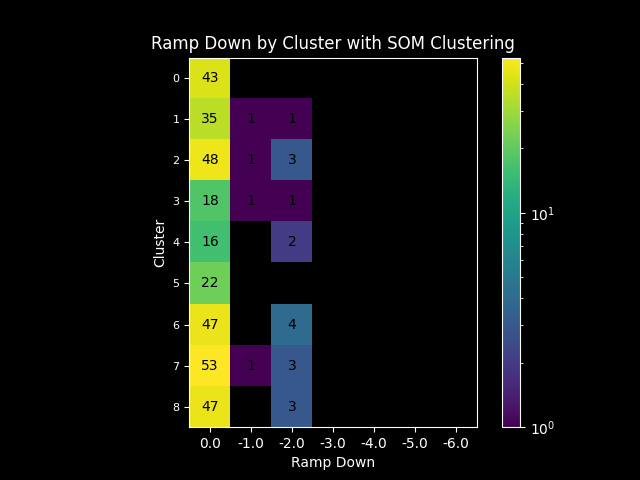 Ramp Down by Cluster with SOM Clustering
0 43
1 35 1 1
2 48 1 3
3 18 1 1
4 16 2
5 22
6 47 4
7 53 1 3
8 47 3
0.0 -1.0 -2.0 -3.0 -4.0 -5.0 -6.0
Ramp Down
Cluster
10¹
10⁰